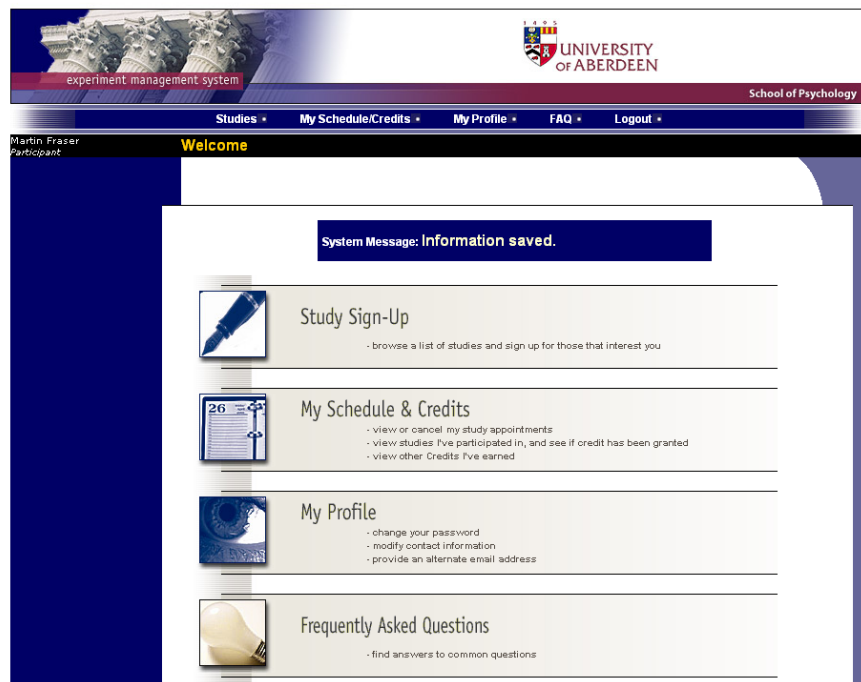 1495
UNIVERSITY
OF ABERDEEN
experiment management system
School of Psychology
Studies My Schedule/Credits My Profile FAQ Logout
Martin Fraser
Participant
Welcome
System Message: Information saved.
Study Sign-Up
- browse a list of studies and sign up for those that interest you
26
My Schedule & Credits
- view or cancel my study appointments
- view studies I've participated in, and see if credit has been granted
- view other Credits I've earned
My Profile
- change your password
- modify contact information
- provide an alternate email address
Frequently Asked Questions
- find answers to common questions